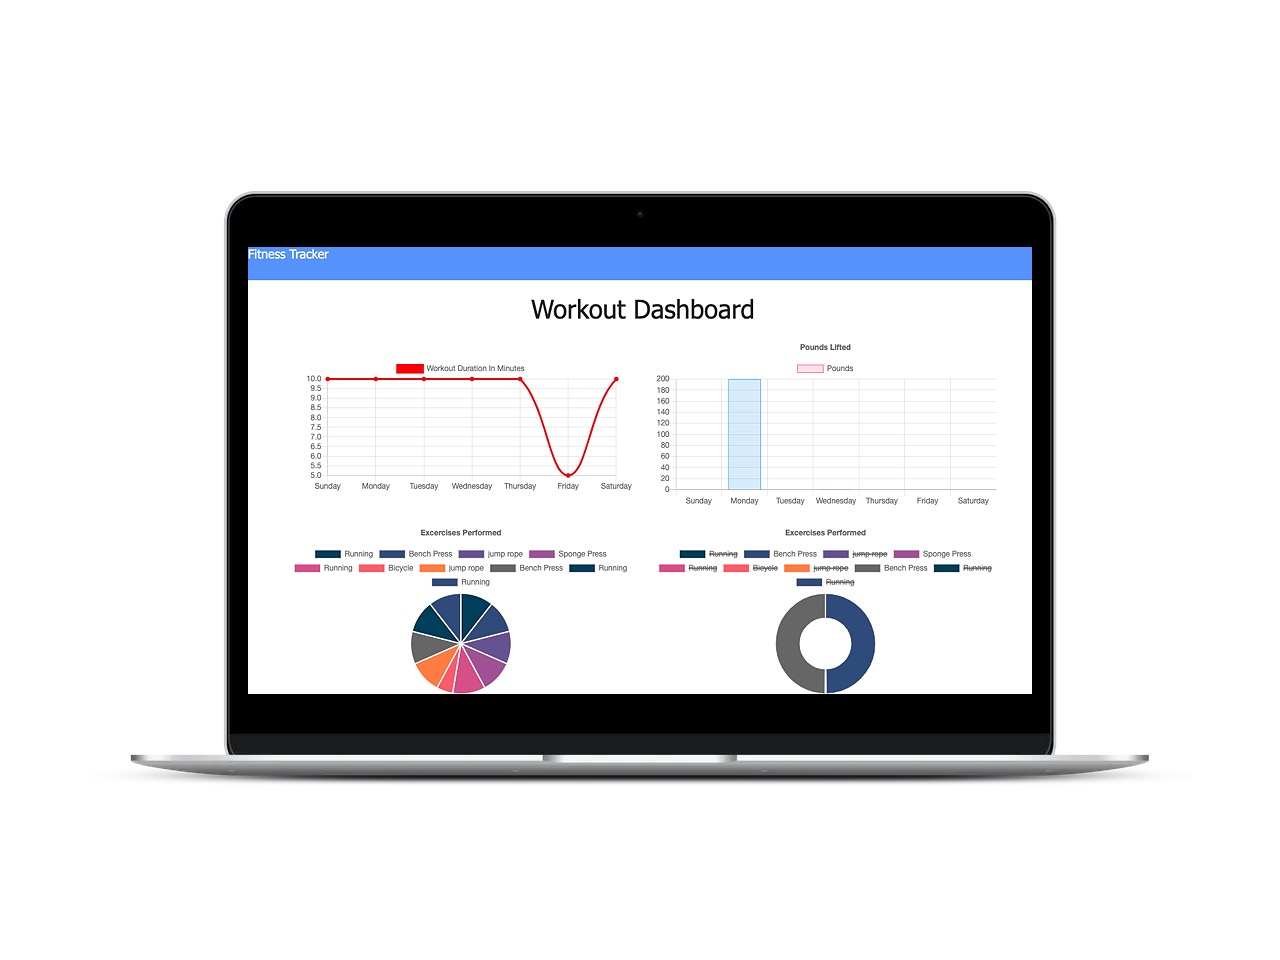 Fitness Tracker
Workout Dashboard
Workout Duration In Minutes
10.0
9.5
9.0
8.5
8.0
7.5
7.0
6.5
6.0
5.5
5.0
Sunday Monday Tuesday Wednesday Thursday Friday Saturday
Pounds Lifted
Pounds
200
180
160
140
120
100
80
60
40
20
0
Sunday Monday Tuesday Wednesday Thursday Friday Saturday
Excercises Performed
Running Bench Press jump rope Sponge Press
Running Bicycle jump rope Bench Press Running
Running
Excercises Performed
Running Bench Press jump rope Sponge Press
Running Bicycle jump rope Bench Press Running
Running